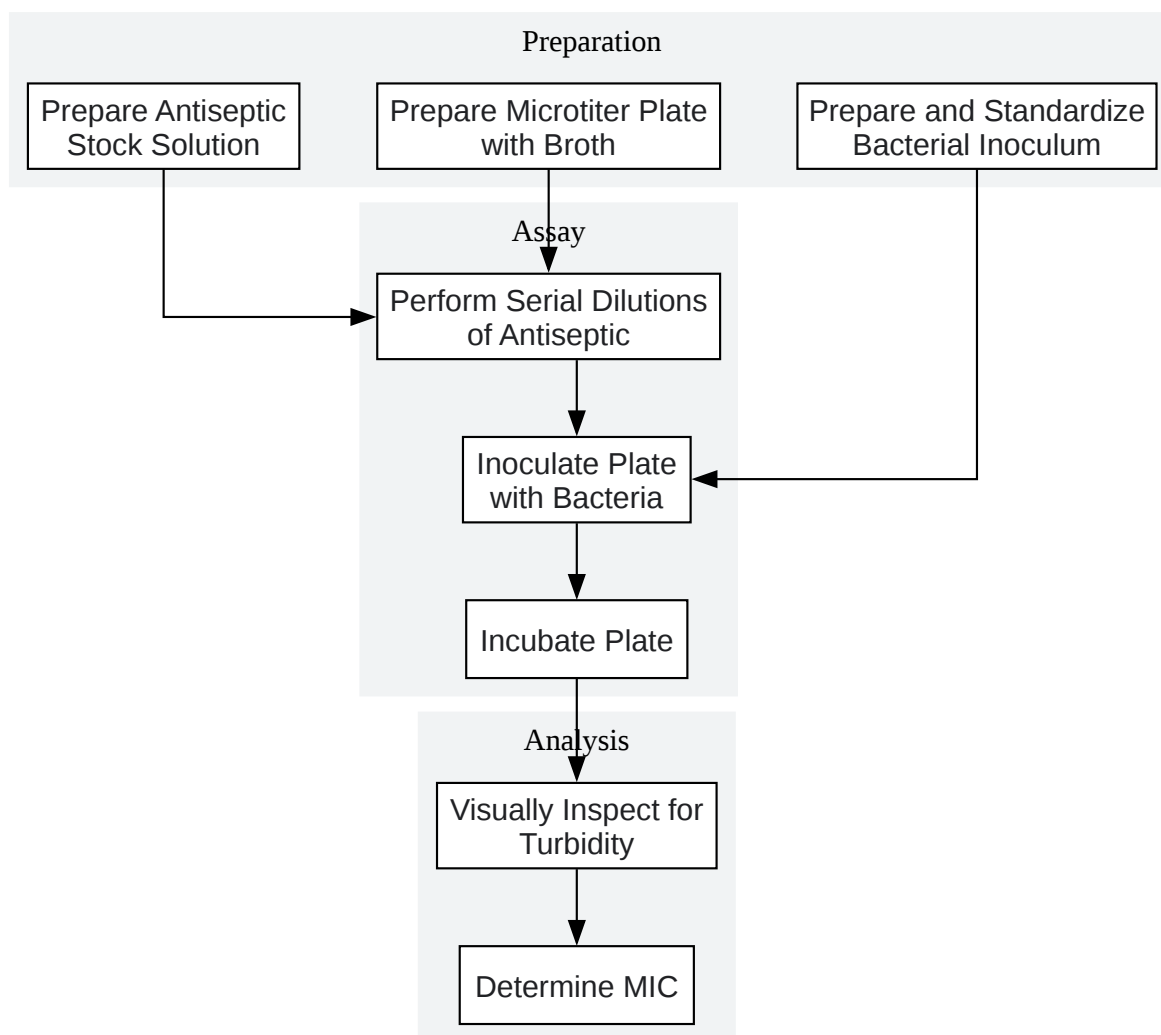 Preparation
Prepare Antiseptic
Stock Solution
Prepare Microtiter Plate
with Broth
Prepare and Standardize
Bacterial Inoculum
Assay
Perform Serial Dilutions
of Antiseptic
Inoculate Plate
with Bacteria
Incubate Plate
Analysis
Visually Inspect for
Turbidity
Determine MIC